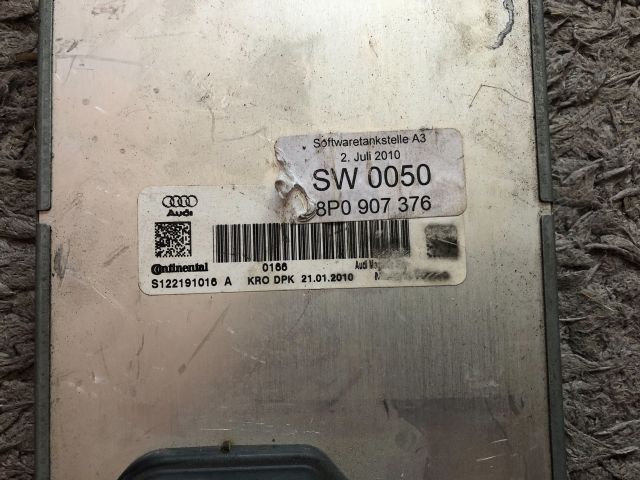 Softwaretankstelle A3
2. Juli 2010
SW 0050
8P0 907 376
Audi
Continental
0166
S122191016 A KRO DPK 21.01.2010
Audi